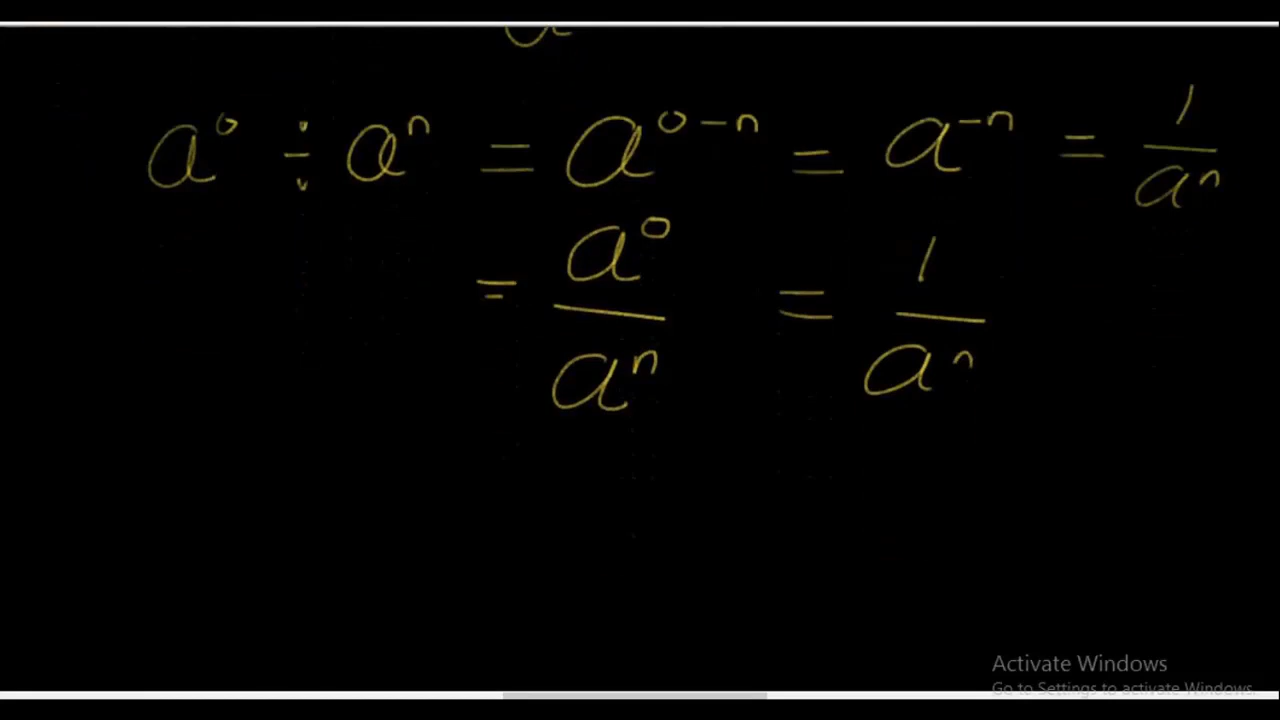 a⁰ ÷ aⁿ = a⁰⁻ⁿ = a⁻ⁿ = 1/aⁿ
= a⁰/aⁿ = 1/aⁿ
Activate Windows
Go to Settings to activate Windows.